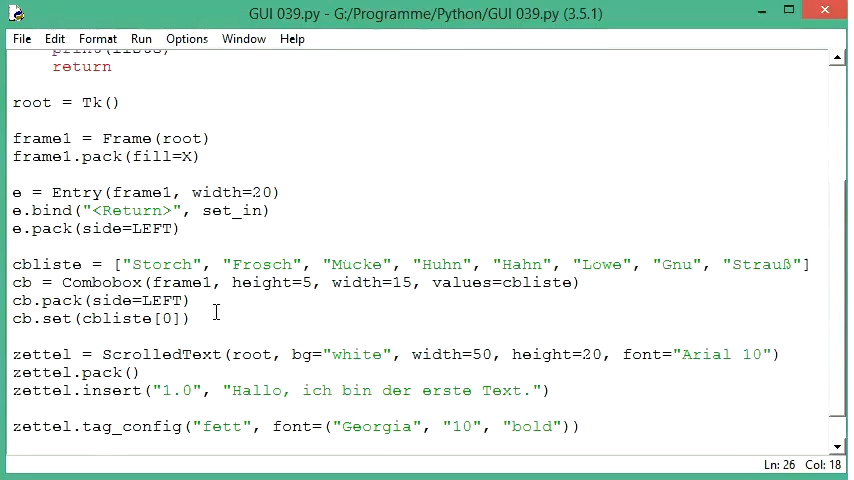 GUI 039.py - G:/Programme/Python/GUI 039.py (3.5.1)
File Edit Format Run Options Window Help
return
root = Tk()
frame1 = Frame(root)
frame1.pack(fill=X)
e = Entry(frame1, width=20)
e.bind("<Return>", set_in)
e.pack(side=LEFT)
cbliste = ["Storch", "Frosch", "Mucke", "Huhn", "Hahn", "Lowe", "Gnu", "Strauß"]
cb = Combobox(frame1, height=5, width=15, values=cbliste)
cb.pack(side=LEFT)
cb.set(cbliste[0])
zettel = ScrolledText(root, bg="white", width=50, height=20, font="Arial 10")
zettel.pack()
zettel.insert("1.0", "Hallo, ich bin der erste Text.")
zettel.tag_config("fett", font=("Georgia", "10", "bold"))
Ln: 26 Col: 18